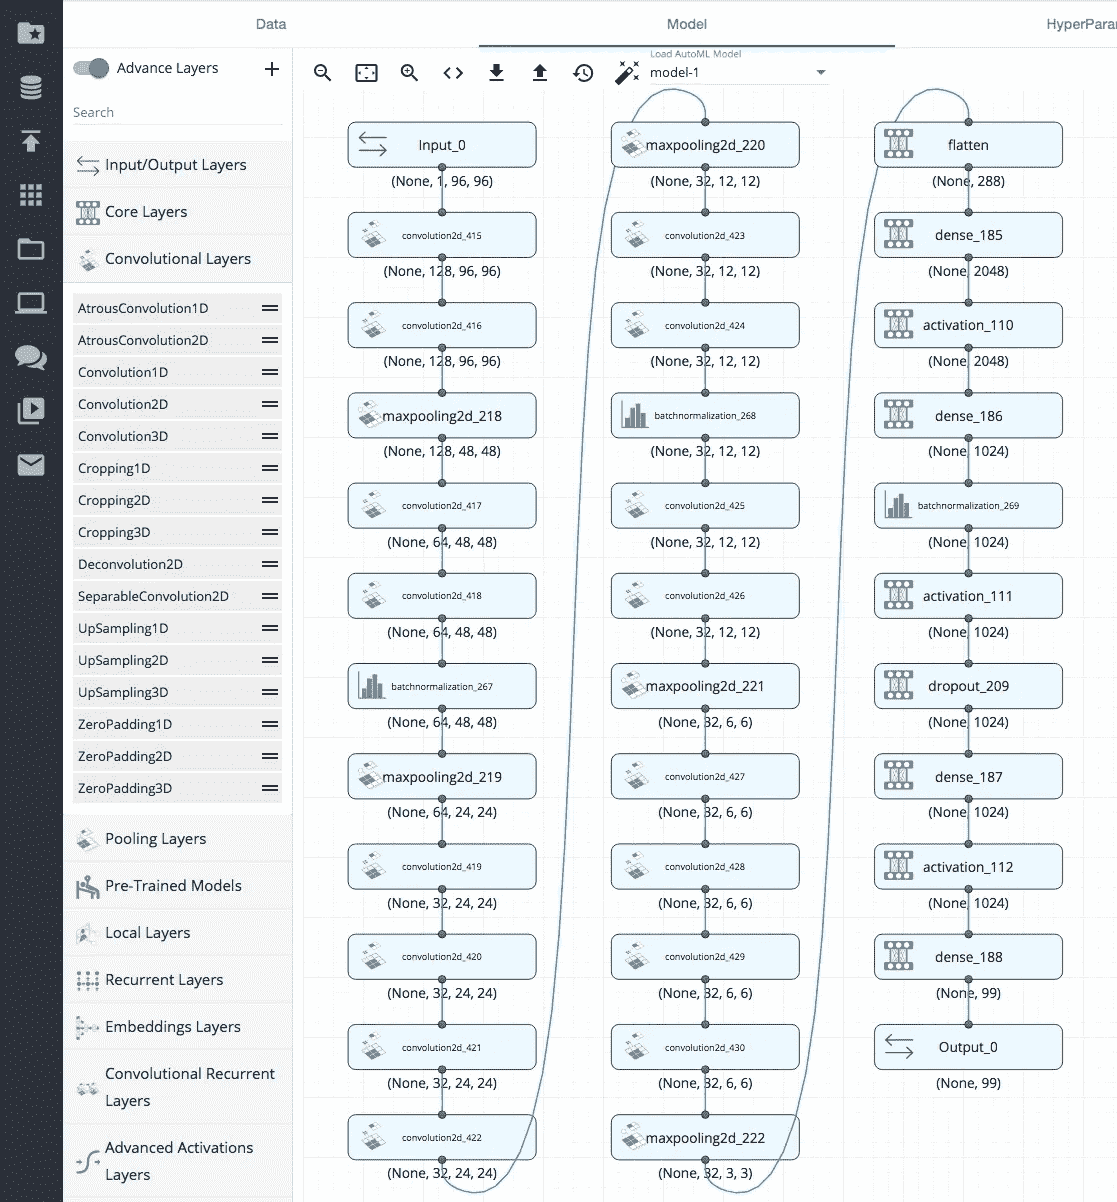 Data
Model
HyperParar
Advance Layers
Load AutoML Model
model-1
Search
Input/Output Layers
Core Layers
Convolutional Layers
AtrousConvolution1D
AtrousConvolution2D
Convolution1D
Convolution2D
Convolution3D
Cropping1D
Cropping2D
Cropping3D
Deconvolution2D
SeparableConvolution2D
UpSampling1D
UpSampling2D
UpSampling3D
ZeroPadding1D
ZeroPadding2D
ZeroPadding3D
Pooling Layers
Pre-Trained Models
Local Layers
Recurrent Layers
Embeddings Layers
Convolutional Recurrent
Layers
Advanced Activations
Layers
Input_0
(None, 1, 96, 96)
convolution2d_415
(None, 128, 96, 96)
convolution2d_416
(None, 128, 96, 96)
maxpooling2d_218
(None, 128, 48, 48)
convolution2d_417
(None, 64, 48, 48)
convolution2d_418
(None, 64, 48, 48)
batchnormalization_267
(None, 64, 48, 48)
maxpooling2d_219
(None, 64, 24, 24)
convolution2d_419
(None, 32, 24, 24)
convolution2d_420
(None, 32, 24, 24)
convolution2d_421
(None, 32, 24, 24)
convolution2d_422
(None, 32, 24, 24)
maxpooling2d_220
(None, 32, 12, 12)
convolution2d_423
(None, 32, 12, 12)
convolution2d_424
(None, 32, 12, 12)
batchnormalization_268
(None, 32, 12, 12)
convolution2d_425
(None, 32, 12, 12)
convolution2d_426
(None, 32, 12, 12)
maxpooling2d_221
(None, 32, 6, 6)
convolution2d_427
(None, 32, 6, 6)
convolution2d_428
(None, 32, 6, 6)
convolution2d_429
(None, 32, 6, 6)
convolution2d_430
(None, 32, 6, 6)
maxpooling2d_222
(None, 32, 3, 3)
flatten
(None, 288)
dense_185
(None, 2048)
activation_110
(None, 2048)
dense_186
(None, 1024)
batchnormalization_269
(None, 1024)
activation_111
(None, 1024)
dropout_209
(None, 1024)
dense_187
(None, 1024)
activation_112
(None, 1024)
dense_188
(None, 99)
Output_0
(None, 99)